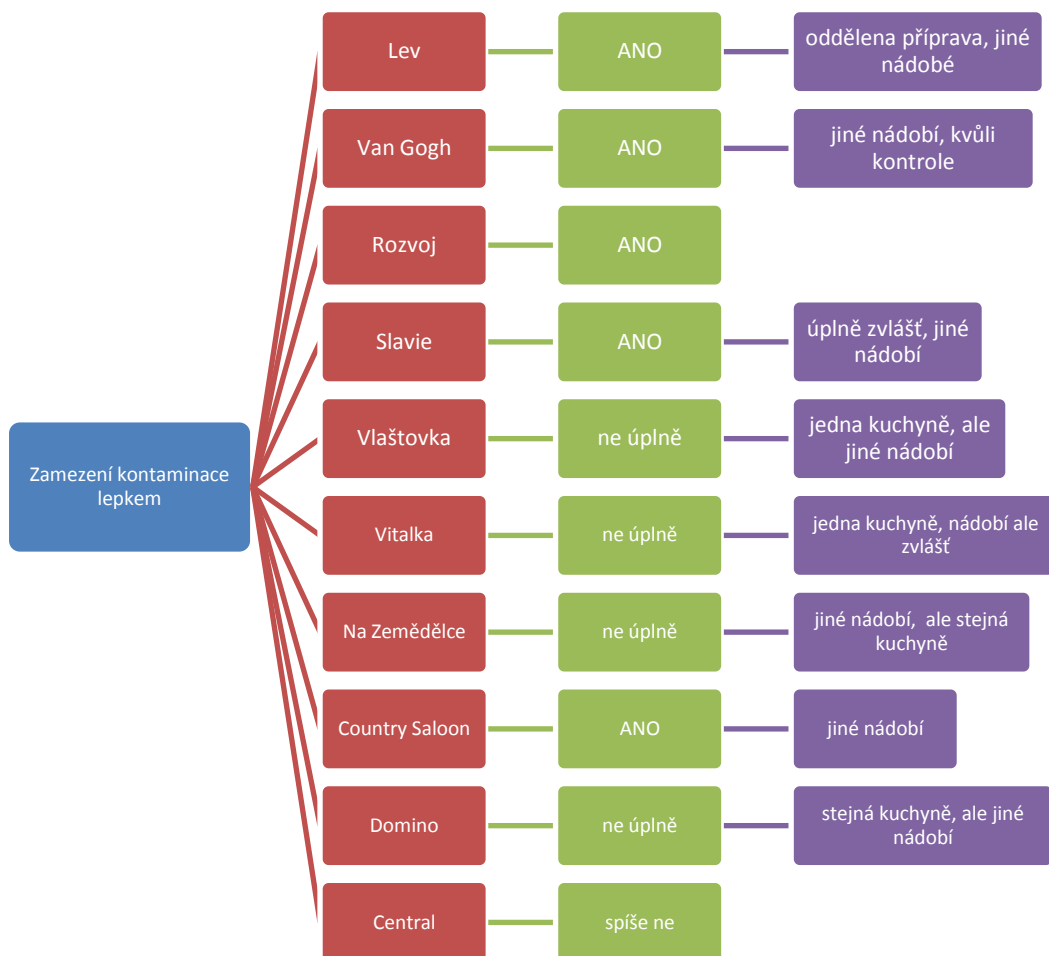 Lev
ANO
oddělena příprava, jiné
nádobé
Van Gogh
ANO
jiné nádobí, kvůli
kontrole
Rozvoj
ANO
Slavie
ANO
úplně zvlášť, jiné
nádobí
Zamezení kontaminace
lepkem
Vlaštovka
ne úplně
jedna kuchyně, ale
jiné nádobí
Vitalka
ne úplně
jedna kuchyně, nádobí ale
zvlášť
Na Zemědělce
ne úplně
jiné nádobí,  ale stejná
kuchyně
Country Saloon
ANO
jiné nádobí
Domino
ne úplně
stejná kuchyně, ale jiné
nádobí
Central
spíše ne